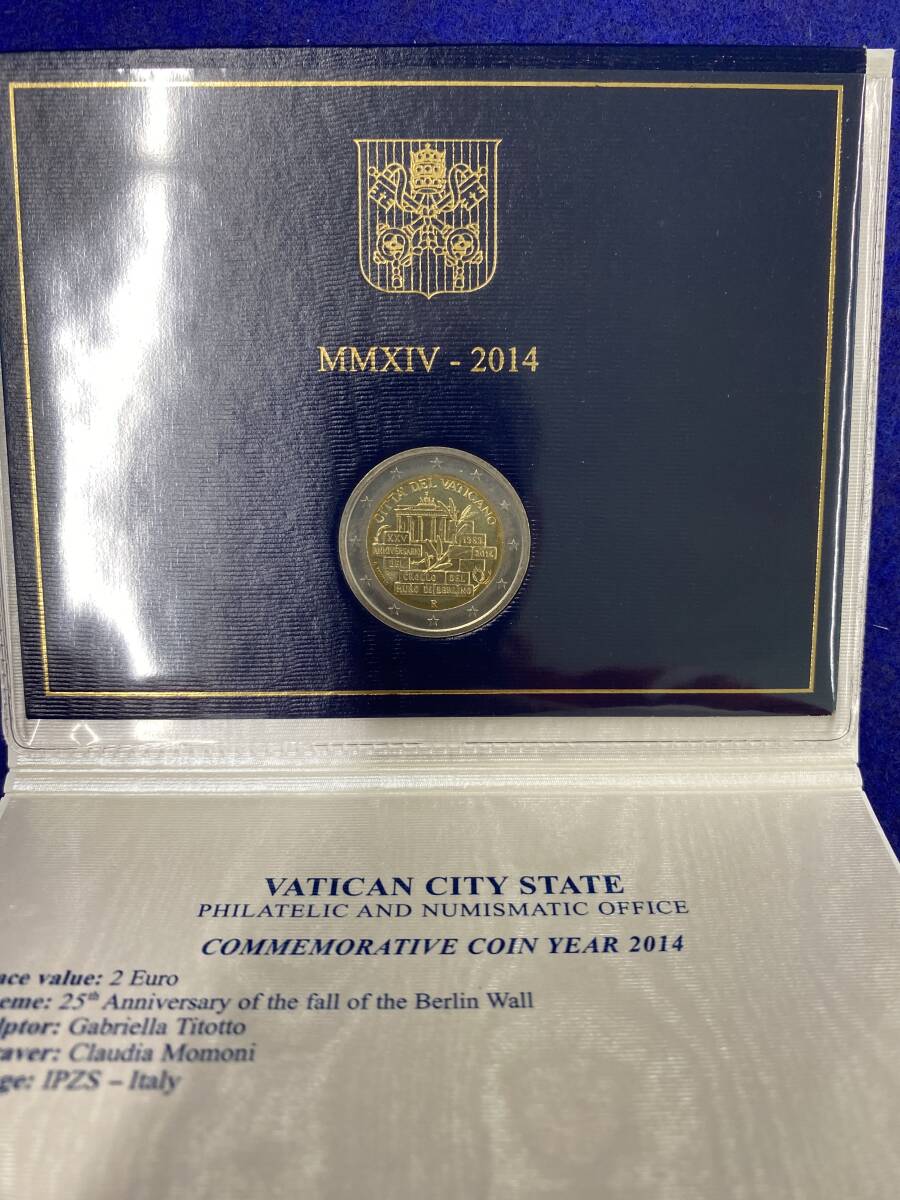 MMXIV - 2014
CITTA' DEL VATICANO
XXV 1989
ANNIVERSARIO 2014
DEL
CROLLO DEL
MURO DI BERLINO
R
VATICAN CITY STATE
PHILATELIC AND NUMISMATIC OFFICE
COMMEMORATIVE COIN YEAR 2014
ace value: 2 Euro
eme: 25th Anniversary of the fall of the Berlin Wall
lptor: Gabriella Titotto
raver: Claudia Momoni
ge: IPZS – Italy